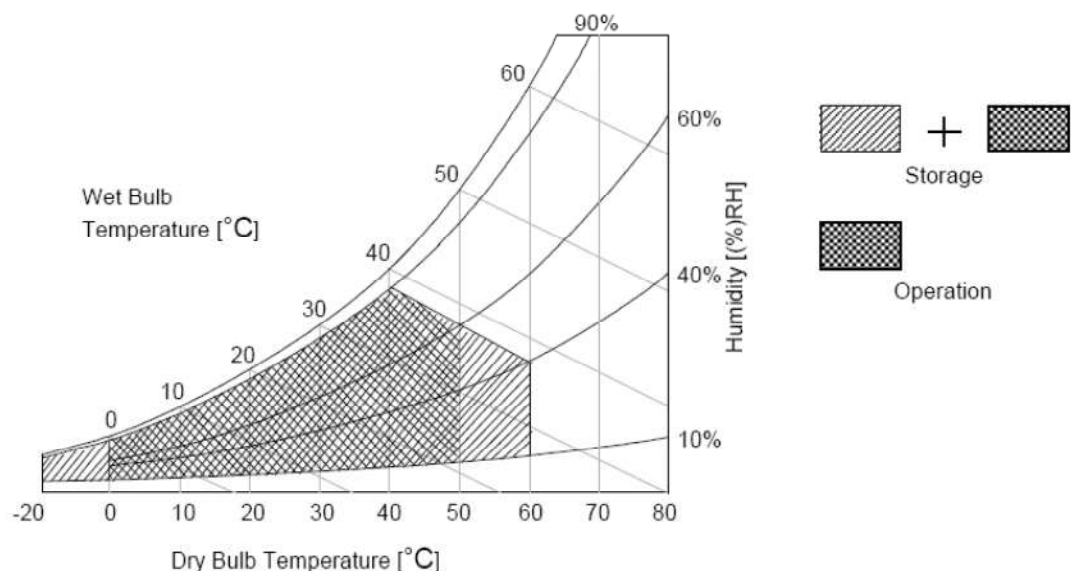 90%
60
60%
50
Wet Bulb
Temperature [°C]
Storage
40
40%
30
Humidity [(%)RH]
Operation
20
10
0
10%
-20 0 10 20 30 40 50 60 70 80
Dry Bulb Temperature [°C]